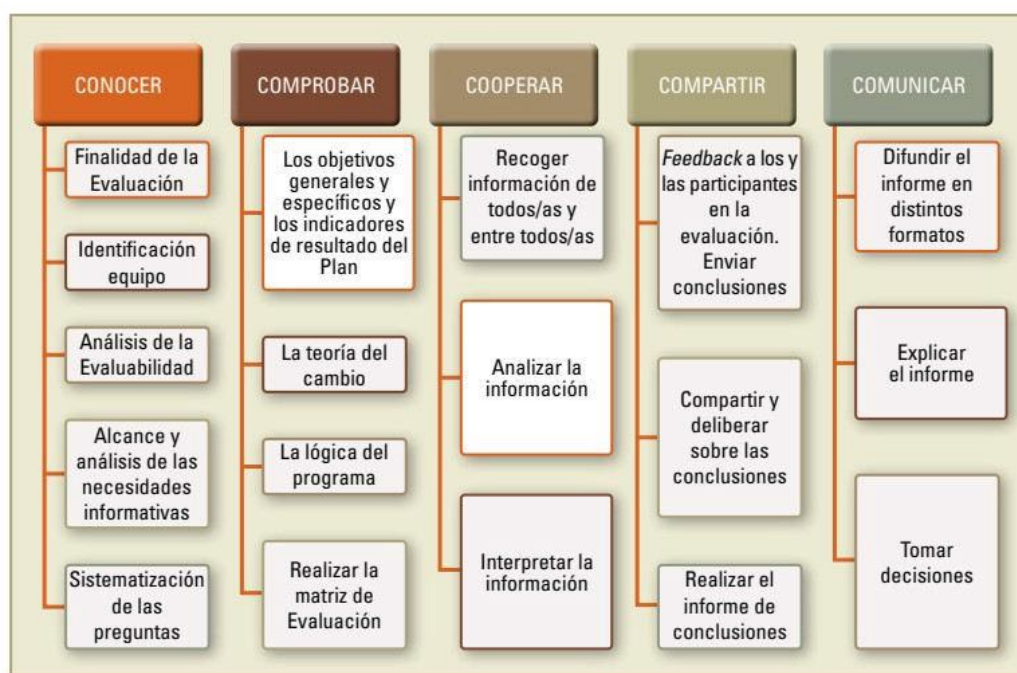 CONOCER
Finalidad de la
Evaluación
Identificación
equipo
Análisis de la
Evaluabilidad
Alcance y
análisis de las
necesidades
informativas
Sistematización
de las
preguntas
COMPROBAR
Los objetivos
generales y
específicos y
los indicadores
de resultado del
Plan
La teoría del
cambio
La lógica del
programa
Realizar la
matriz de
Evaluación
COOPERAR
Recoger
información de
todos/as y
entre todos/as
Analizar la
información
Interpretar la
información
COMPARTIR
Feedback a los y
las participantes
en la
evaluación.
Enviar
conclusiones
Compartir y
deliberar
sobre las
conclusiones
Realizar el
informe de
conclusiones
COMUNICAR
Difundir el
informe en
distintos
formatos
Explicar
el informe
Tomar
decisiones